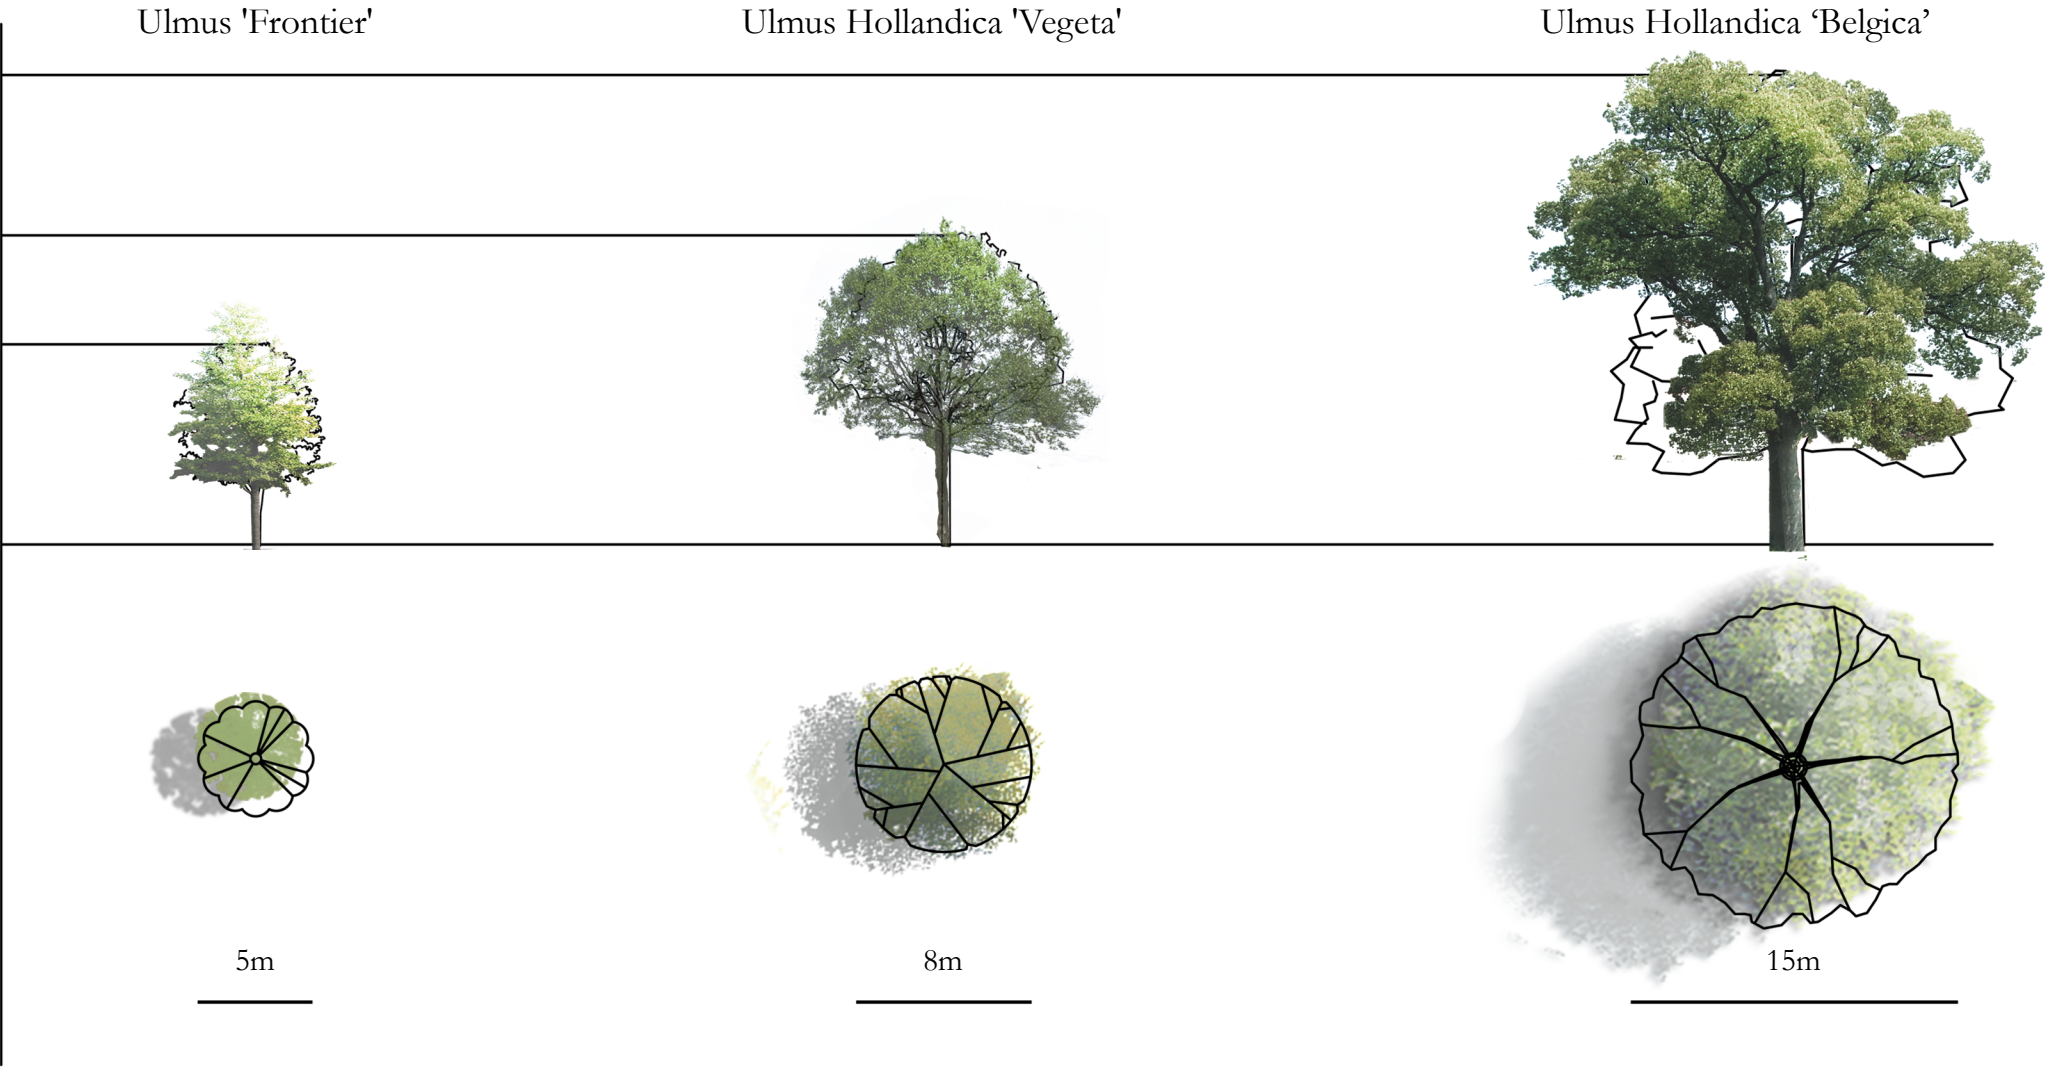 Ulmus 'Frontier'
Ulmus Hollandica 'Vegeta'
Ulmus Hollandica ‘Belgica’
5m
8m
15m